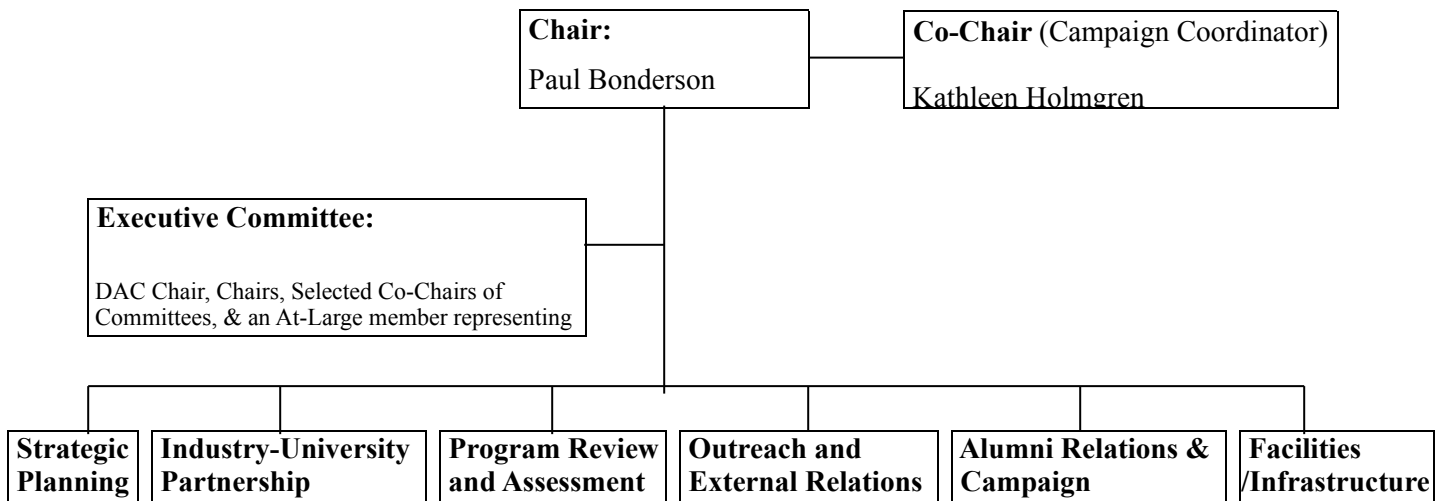 Chair:
Paul Bonderson
Co-Chair (Campaign Coordinator)
Kathleen Holmgren
Executive Committee:
DAC Chair, Chairs, Selected Co-Chairs of
Committees, & an At-Large member representing
Strategic
Planning
Industry-University
Partnership
Program Review
and Assessment
Outreach and
External Relations
Alumni Relations &
Campaign
Facilities
/Infrastructure